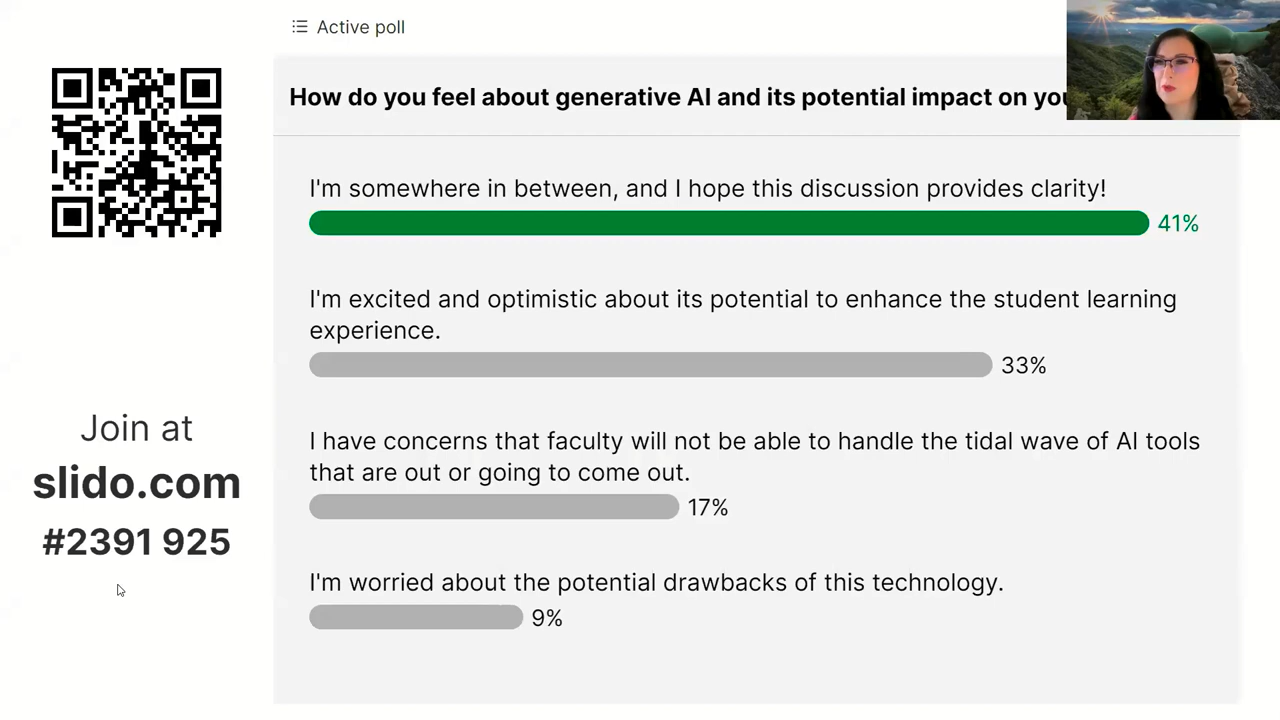 Active poll
How do you feel about generative AI and its potential impact on
I'm somewhere in between, and I hope this discussion provides clarity!
41%
I'm excited and optimistic about its potential to enhance the student learning
experience.
33%
I have concerns that faculty will not be able to handle the tidal wave of AI tools
that are out or going to come out.
17%
I'm worried about the potential drawbacks of this technology.
9%
Join at
slido.com
#2391 925